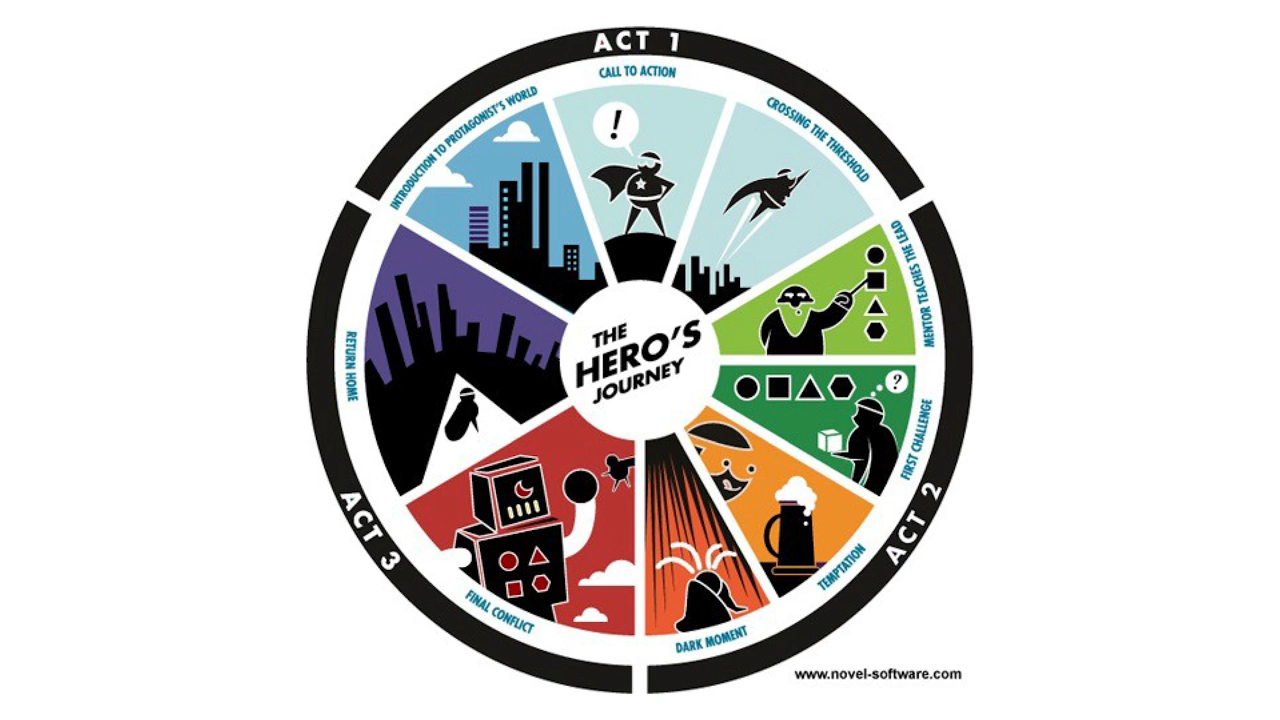 ACT 1
CALL TO ACTION
INTRODUCTION TO PROTAGONIST'S WORLD
CROSSING THE THRESHOLD
!
MENTOR TEACHES THE LEAD
THE
HERO'S
JOURNEY
?
FIRST CHALLENGE
RETURN HOME
ACT 2
ACT 3
TEMPTATION
FINAL CONFLICT
DARK MOMENT
www.novel-software.com